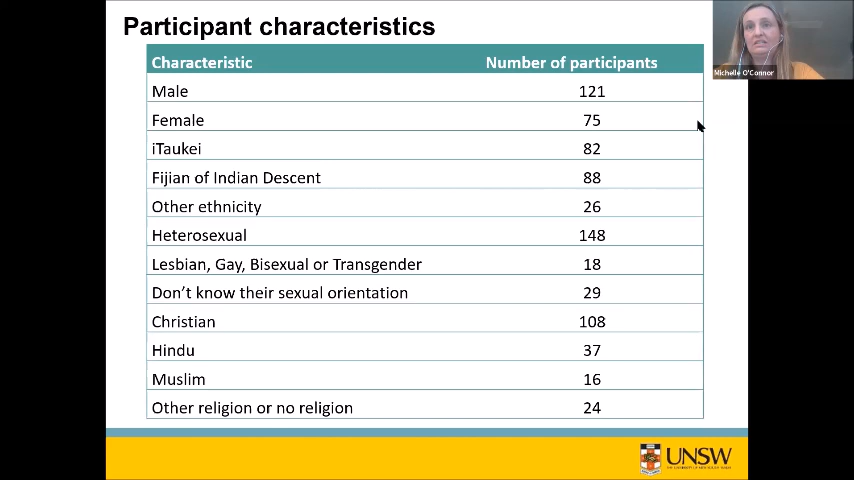 Participant characteristics
Characteristic Number of participants
Male 121
Female 75
iTaukei 82
Fijian of Indian Descent 88
Other ethnicity 26
Heterosexual 148
Lesbian, Gay, Bisexual or Transgender 18
Don't know their sexual orientation 29
Christian 108
Hindu 37
Muslim 16
Other religion or no religion 24
Michelle O'Connor
UNSW